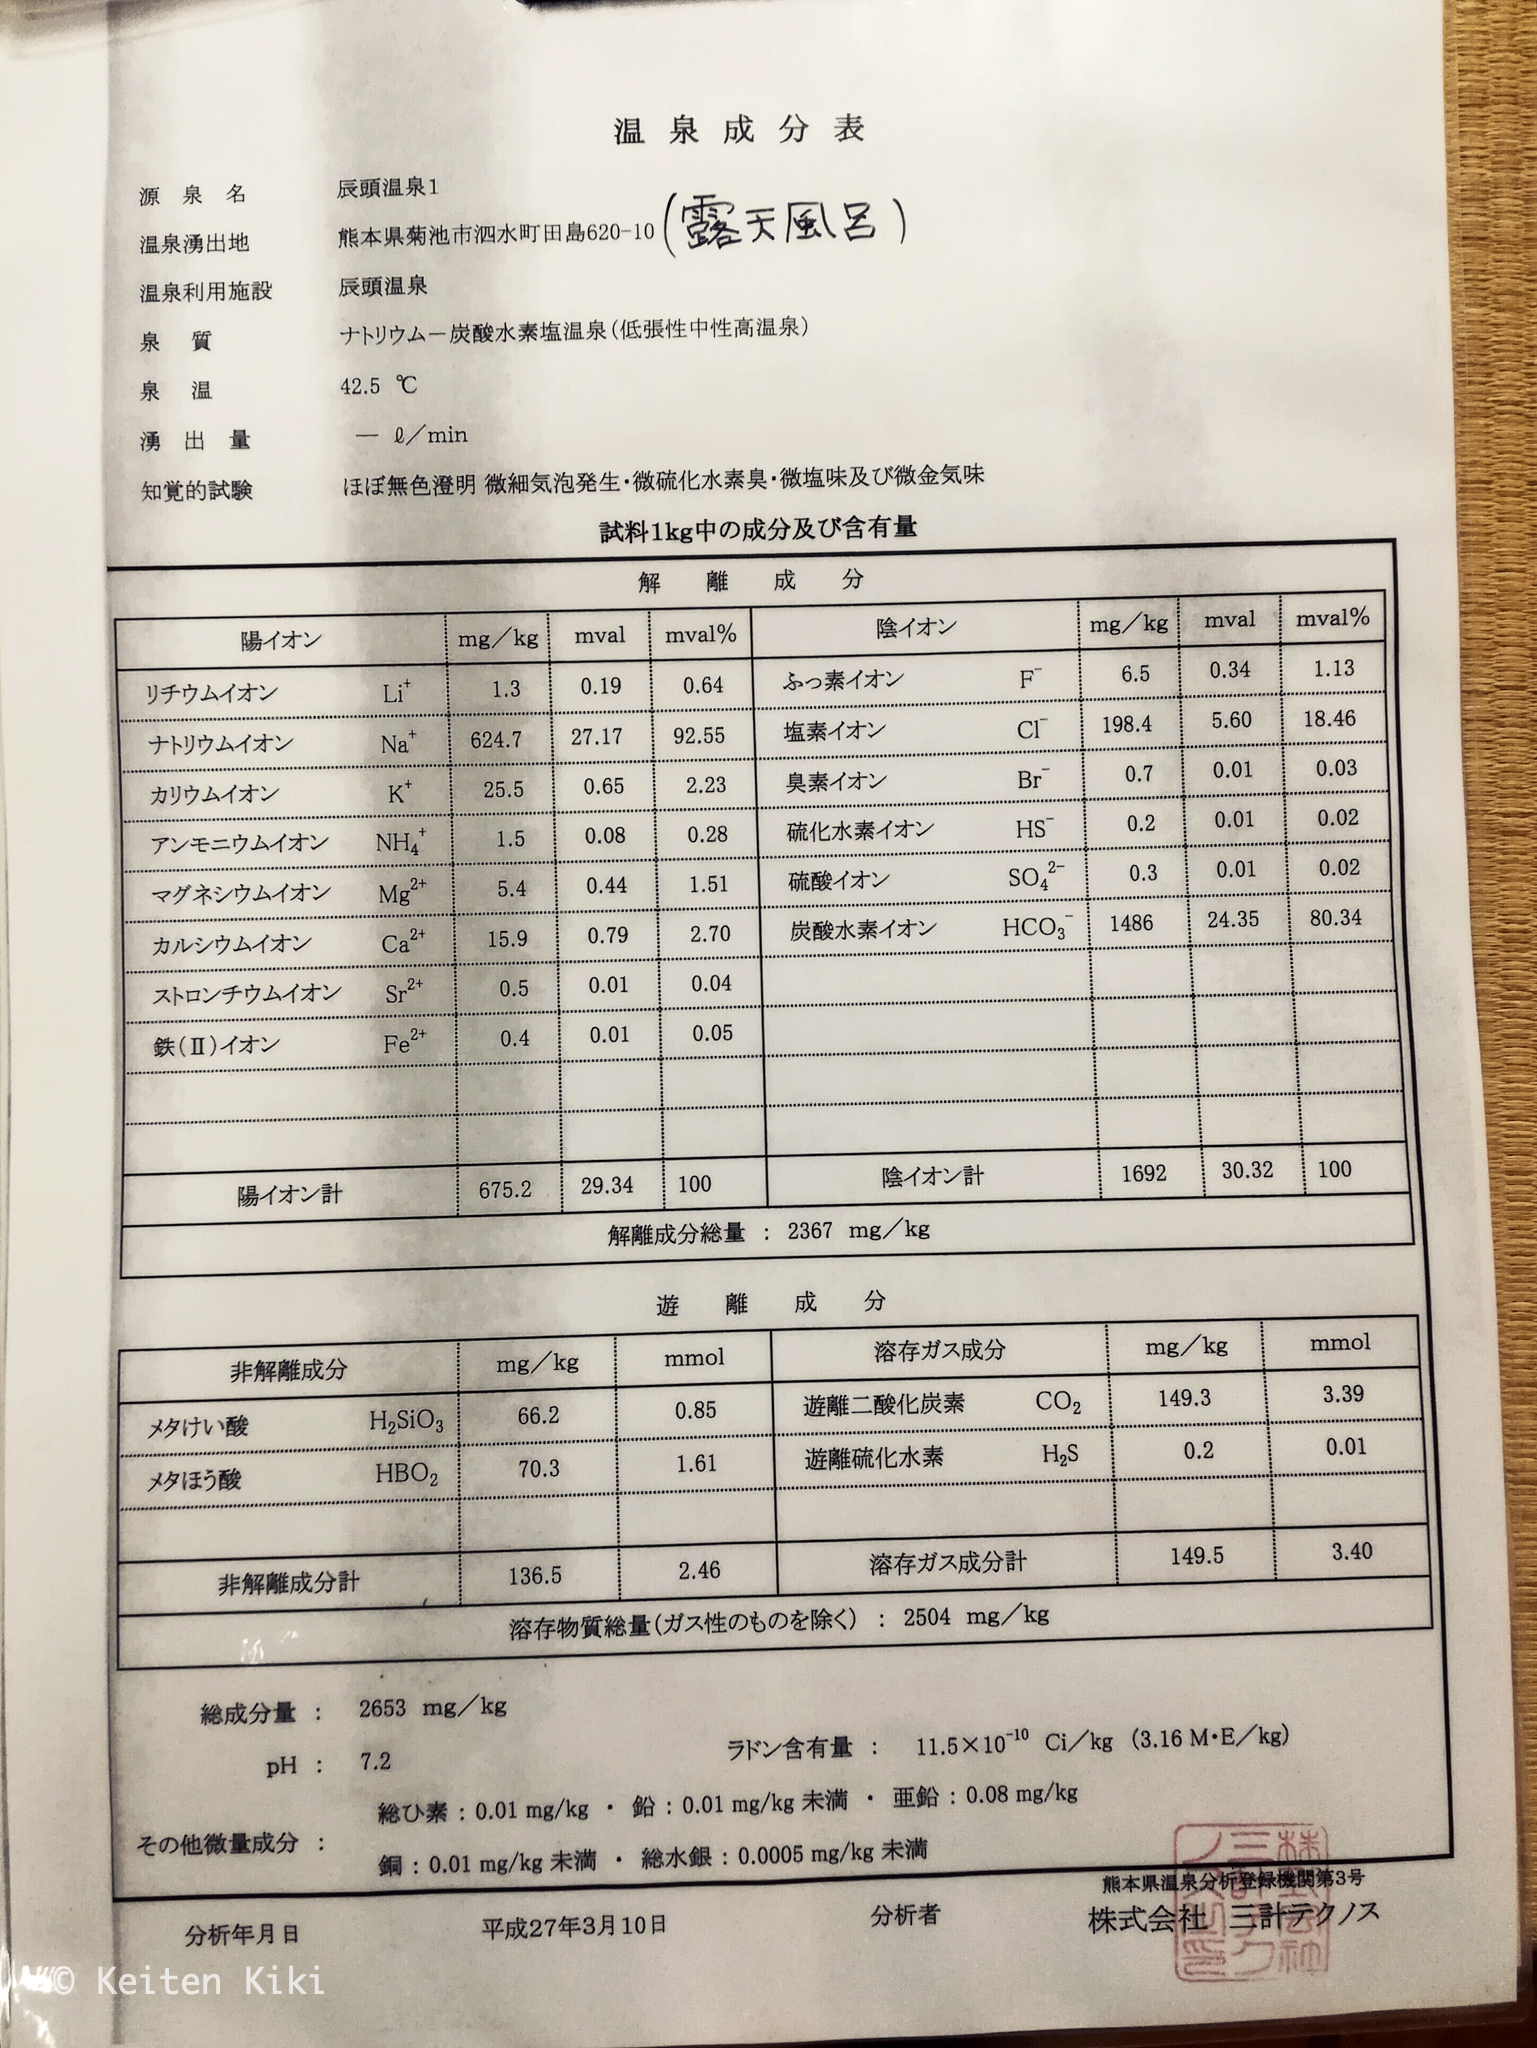 温泉成分表
源泉名 辰頭温泉1
温泉湧出地 熊本県菊池市泗水町田島620-10 (露天風呂)
温泉利用施設 辰頭温泉
泉質 ナトリウム－炭酸水素塩温泉(低張性中性高温泉)
泉温 42.5 ℃
湧出量 ― ℓ/min
知覚的試験 ほぼ無色澄明 微細気泡発生・微硫化水素臭・微塩味及び微金気味
試料1kg中の成分及び含有量
解離成分
陽イオン mg/kg mval mval% 陰イオン mg/kg mval mval%
リチウムイオン Li⁺ 1.3 0.19 0.64 ふっ素イオン F⁻ 6.5 0.34 1.13
ナトリウムイオン Na⁺ 624.7 27.17 92.55 塩素イオン Cl⁻ 198.4 5.60 18.46
カリウムイオン K⁺ 25.5 0.65 2.23 臭素イオン Br⁻ 0.7 0.01 0.03
アンモニウムイオン NH₄⁺ 1.5 0.08 0.28 硫化水素イオン HS⁻ 0.2 0.01 0.02
マグネシウムイオン Mg²⁺ 5.4 0.44 1.51 硫酸イオン SO₄²⁻ 0.3 0.01 0.02
カルシウムイオン Ca²⁺ 15.9 0.79 2.70 炭酸水素イオン HCO₃⁻ 1486 24.35 80.34
ストロンチウムイオン Sr²⁺ 0.5 0.01 0.04
鉄(Ⅱ)イオン Fe²⁺ 0.4 0.01 0.05
陽イオン計 675.2 29.34 100 陰イオン計 1692 30.32 100
解離成分総量 : 2367 mg/kg
遊離成分
非解離成分 mg/kg mmol 溶存ガス成分 mg/kg mmol
メタけい酸 H₂SiO₃ 66.2 0.85 遊離二酸化炭素 CO₂ 149.3 3.39
メタほう酸 HBO₂ 70.3 1.61 遊離硫化水素 H₂S 0.2 0.01
非解離成分計 136.5 2.46 溶存ガス成分計 149.5 3.40
溶存物質総量(ガス性のものを除く) : 2504 mg/kg
総成分量 : 2653 mg/kg
pH : 7.2 ラドン含有量 : 11.5×10⁻¹⁰ Ci/kg (3.16 M・E/kg)
その他微量成分 : 総ひ素 : 0.01 mg/kg ・ 鉛 : 0.01 mg/kg 未満 ・ 亜鉛 : 0.08 mg/kg
銅 : 0.01 mg/kg 未満 ・ 総水銀 : 0.0005 mg/kg 未満
熊本県温泉分析登録機関第3号
分析年月日 平成27年3月10日 分析者 株式会社 三計テクノス
© Keiten Kiki